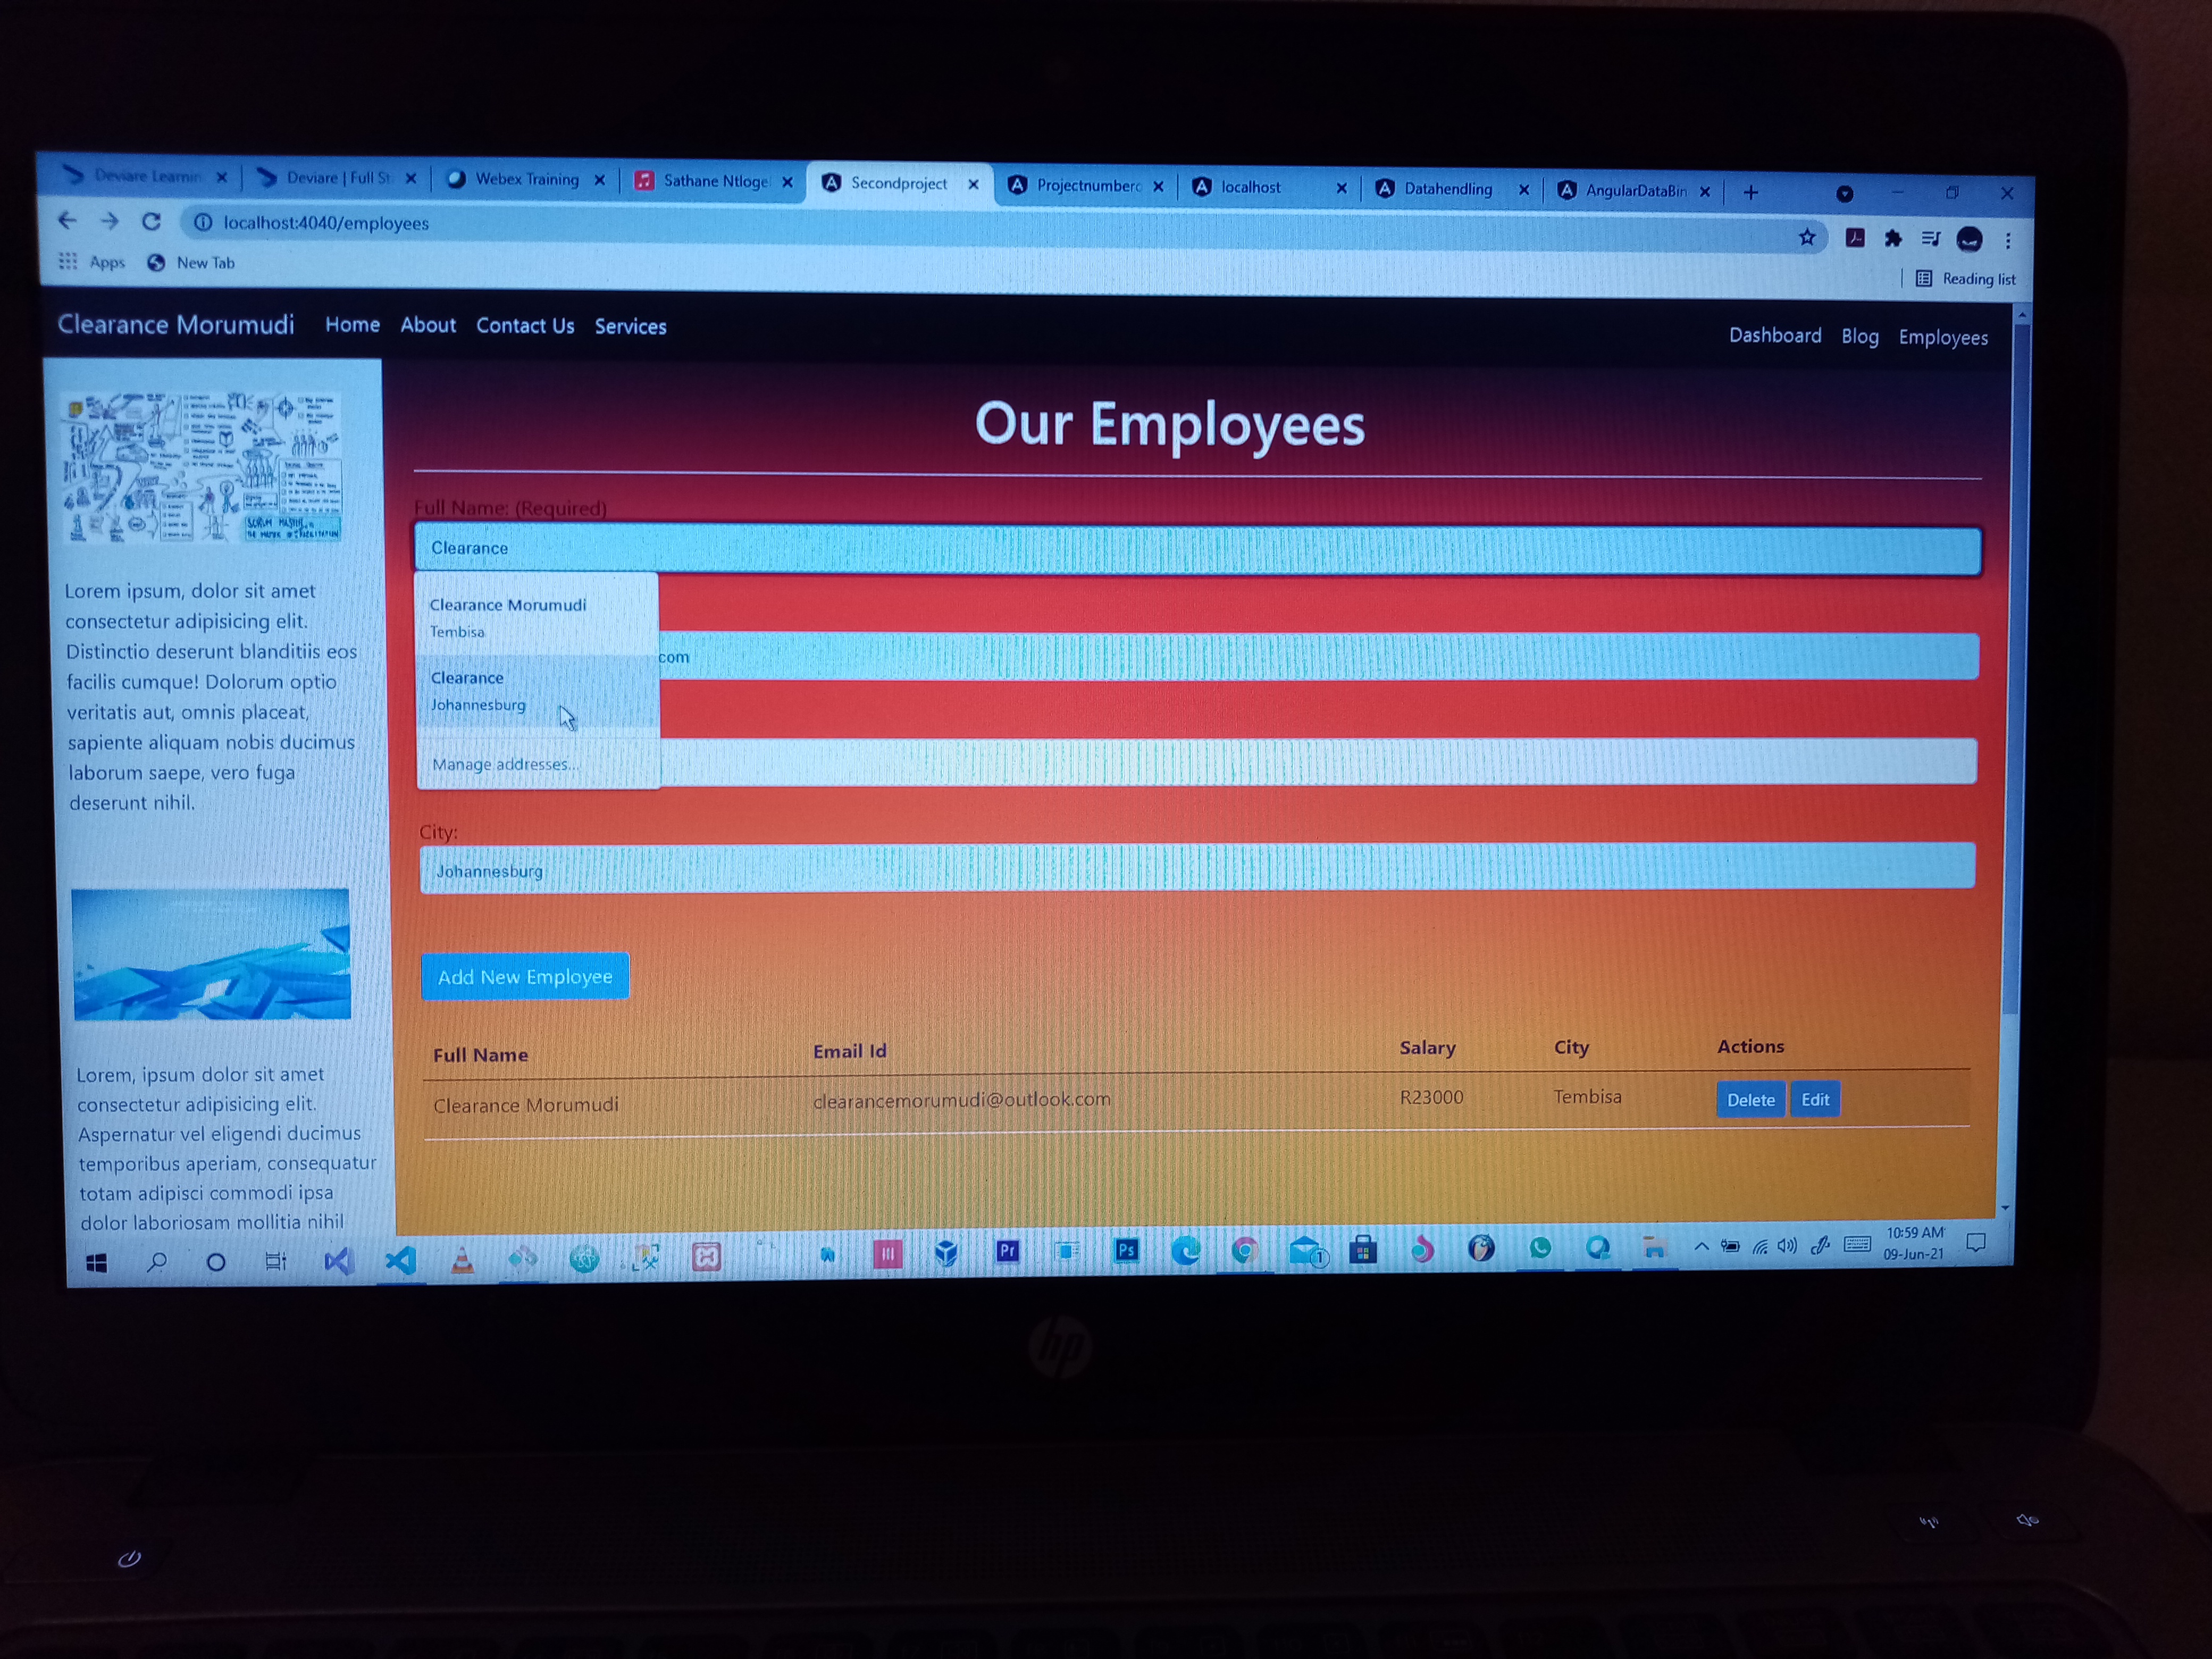 Deviare Learnin
Deviare | Full St
Webex Training
Sathane Ntloge
Secondproject
Projectnumberc
localhost
Datahendling
AngularDataBin
localhost:4040/employees
Apps
New Tab
Reading list
Clearance Morumudi
Home
About
Contact Us
Services
Dashboard
Blog
Employees
Our Employees
Full Name: (Required)
Clearance
Clearance Morumudi
Tembisa
com
Clearance
Johannesburg
Manage addresses...
City:
Johannesburg
Add New Employee
Full Name Email Id Salary City Actions
Clearance Morumudi clearancemorumudi@outlook.com R23000 Tembisa Delete Edit
Lorem ipsum, dolor sit amet
consectetur adipisicing elit.
Distinctio deserunt blanditiis eos
facilis cumque! Dolorum optio
veritatis aut, omnis placeat,
sapiente aliquam nobis ducimus
laborum saepe, vero fuga
deserunt nihil.
Lorem, ipsum dolor sit amet
consectetur adipisicing elit.
Aspernatur vel eligendi ducimus
temporibus aperiam, consequatur
totam adipisci commodi ipsa
dolor laboriosam mollitia nihil
Pr
Ps
1
10:59 AM
09-Jun-21
hp